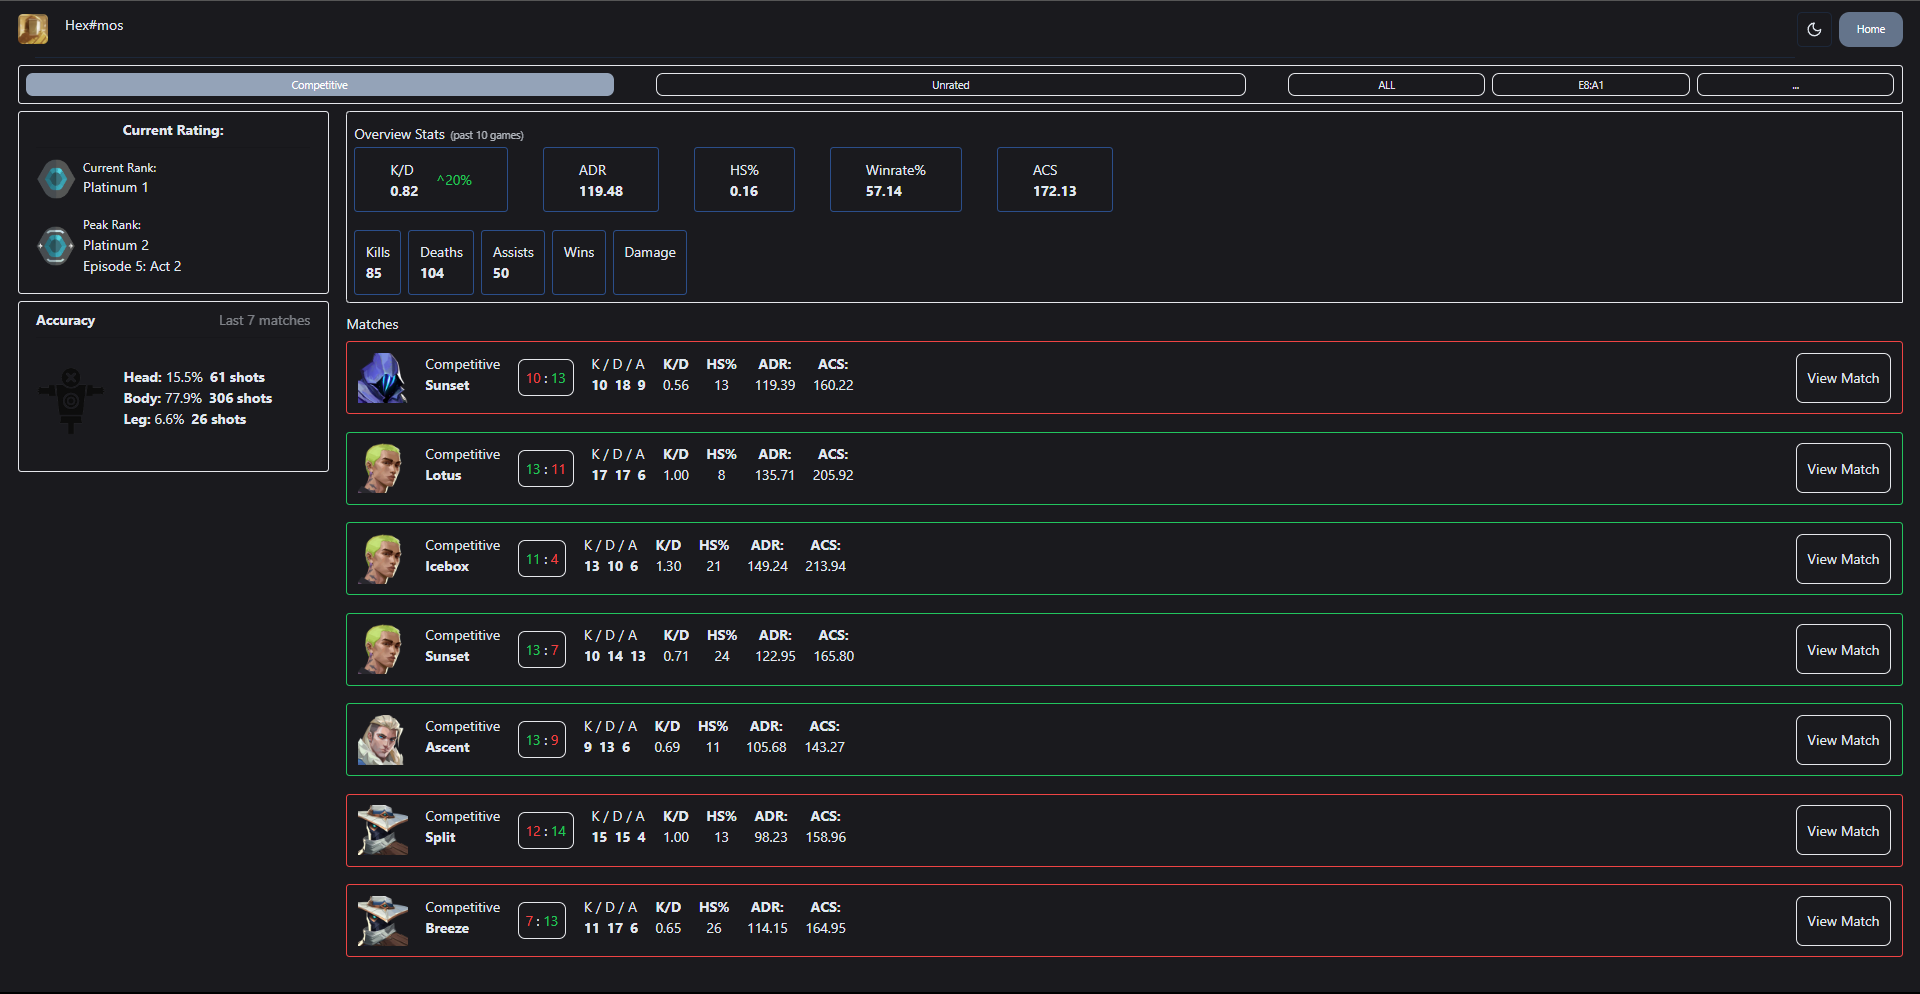 Hex#mos
Home
Competitive Unrated ALL E8:A1 ...
Current Rating:
Current Rank:
Platinum 1
Peak Rank:
Platinum 2
Episode 5: Act 2
Accuracy Last 7 matches
Head: 15.5% 61 shots
Body: 77.9% 306 shots
Leg: 6.6% 26 shots
Overview Stats (past 10 games)
K/D ADR HS% Winrate% ACS
0.82 ^20% 119.48 0.16 57.14 172.13
Kills Deaths Assists Wins Damage
85 104 50
Matches
Competitive K / D / A K/D HS% ADR: ACS:
Sunset 10 : 13 10 18 9 0.56 13 119.39 160.22 View Match
Competitive K / D / A K/D HS% ADR: ACS:
Lotus 13 : 11 17 17 6 1.00 8 135.71 205.92 View Match
Competitive K / D / A K/D HS% ADR: ACS:
Icebox 11 : 4 13 10 6 1.30 21 149.24 213.94 View Match
Competitive K / D / A K/D HS% ADR: ACS:
Sunset 13 : 7 10 14 13 0.71 24 122.95 165.80 View Match
Competitive K / D / A K/D HS% ADR: ACS:
Ascent 13 : 9 9 13 6 0.69 11 105.68 143.27 View Match
Competitive K / D / A K/D HS% ADR: ACS:
Split 12 : 14 15 15 4 1.00 13 98.23 158.96 View Match
Competitive K / D / A K/D HS% ADR: ACS:
Breeze 7 : 13 11 17 6 0.65 26 114.15 164.95 View Match